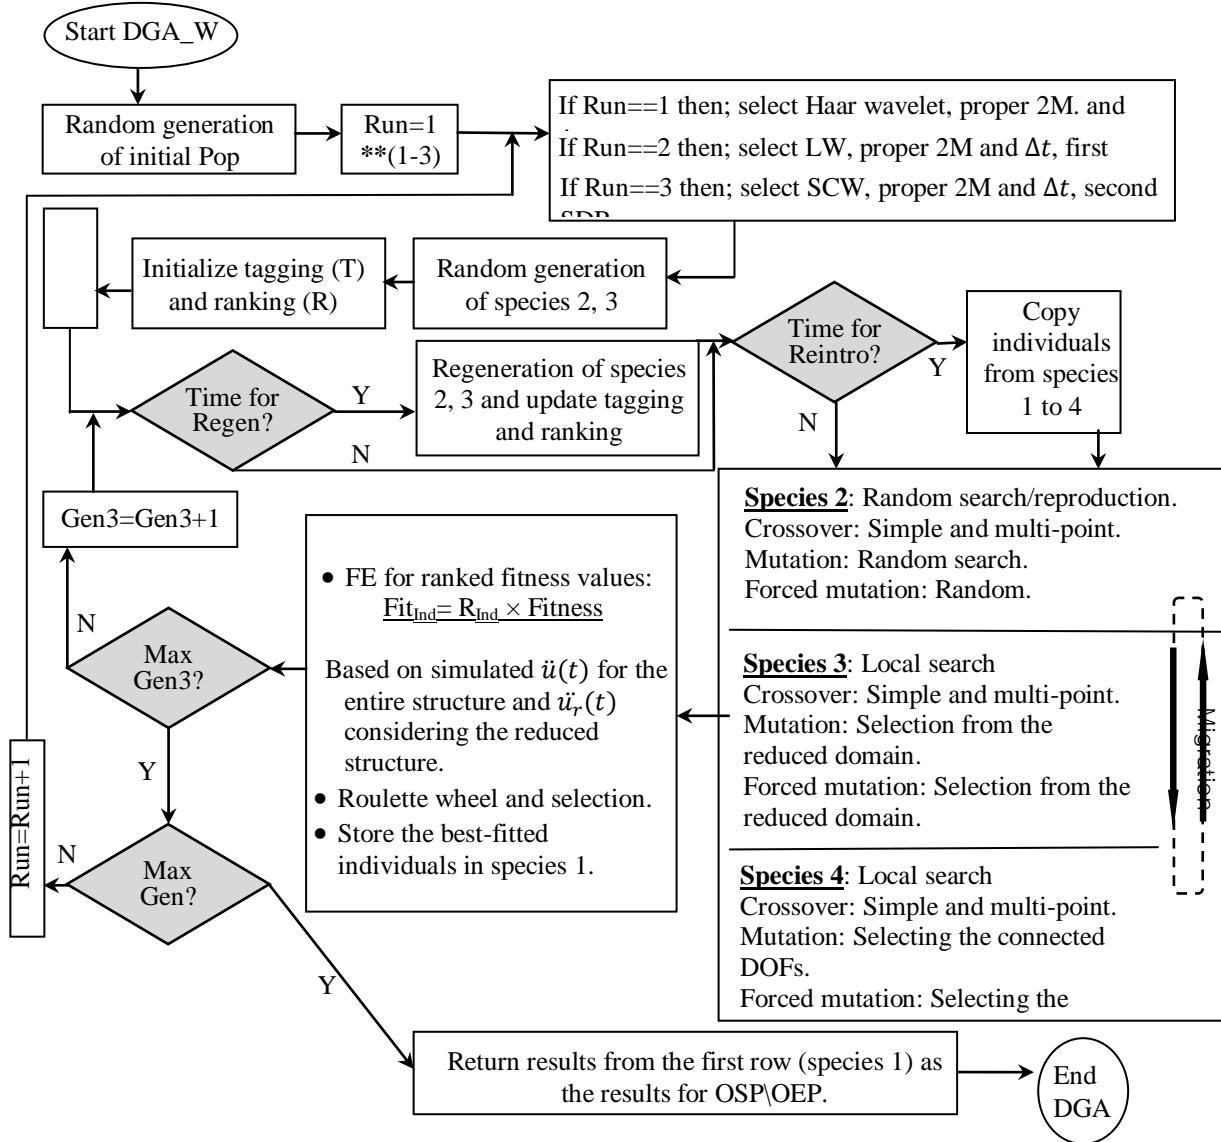 Start DGA_W
Random generation
of initial Pop
Run=1
**(1-3)
If Run==1 then; select Haar wavelet, proper 2M. and
If Run==2 then; select LW, proper 2M and Δt, first
If Run==3 then; select SCW, proper 2M and Δt, second
Initialize tagging (T)
and ranking (R)
Random generation
of species 2, 3
Time for
Regen?
Y
N
Regeneration of species
2, 3 and update tagging
and ranking
Time for
Reintro?
Y
N
Copy
individuals
from species
1 to 4
Gen3=Gen3+1
Species 2: Random search/reproduction.
Crossover: Simple and multi-point.
Mutation: Random search.
Forced mutation: Random.
Species 3: Local search
Crossover: Simple and multi-point.
Mutation: Selection from the
reduced domain.
Forced mutation: Selection from the
reduced domain.
Species 4: Local search
Crossover: Simple and multi-point.
Mutation: Selecting the connected
DOFs.
Forced mutation: Selecting the
Migration
• FE for ranked fitness values:
Fit_Ind= R_Ind × Fitness
Based on simulated ü(t) for the
entire structure and ü_r(t)
considering the reduced
structure.
• Roulette wheel and selection.
• Store the best-fitted
individuals in species 1.
Max
Gen3?
N
Y
Max
Gen?
N
Y
Run=Run+1
Return results from the first row (species 1) as
the results for OSP\OEP.
End
DGA